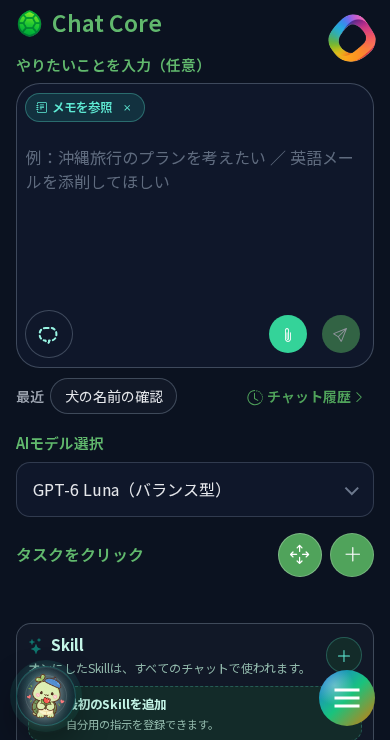 Chat Core
やりたいことを入力（任意）
メモを参照 ×
例：沖縄旅行のプランを考えたい ／ 英語メー
ルを添削してほしい
最近 犬の名前の確認 チャット履歴
AIモデル選択
GPT-6 Luna（バランス型）
タスクをクリック
Skill
オンにしたSkillは、すべてのチャットで使われます。
最初のSkillを追加
自分用の指示を登録できます。